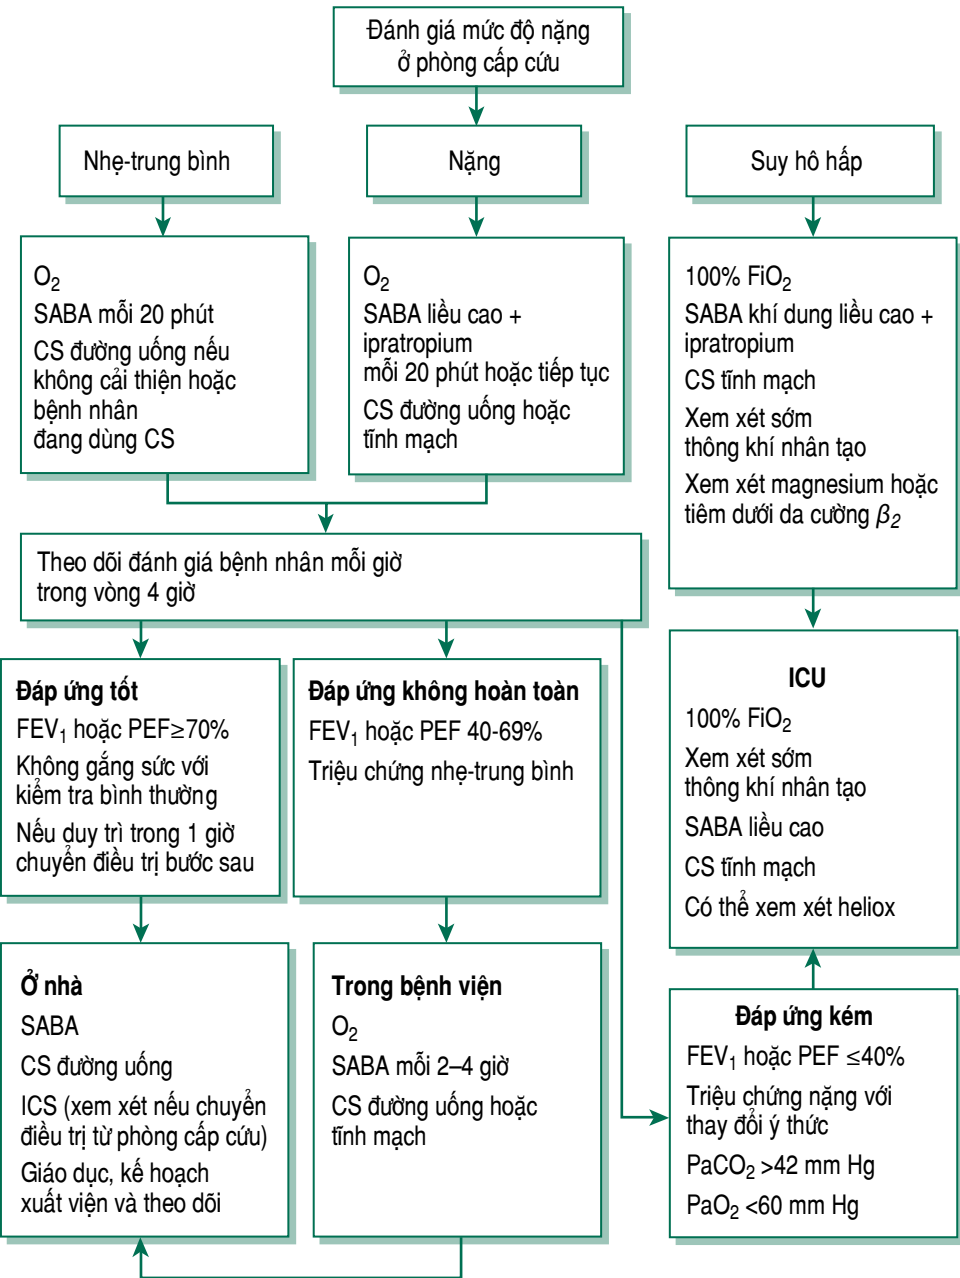 Đánh giá mức độ nặng
ở phòng cấp cứu
Nhẹ-trung bình
Nặng
Suy hô hấp
O₂
SABA mỗi 20 phút
CS đường uống nếu
không cải thiện hoặc
bệnh nhân
đang dùng CS
O₂
SABA liều cao +
ipratropium
mỗi 20 phút hoặc tiếp tục
CS đường uống hoặc
tĩnh mạch
100% FiO₂
SABA khí dung liều cao +
ipratropium
CS tĩnh mạch
Xem xét sớm
thông khí nhân tạo
Xem xét magnesium hoặc
tiêm dưới da cường β₂
Theo dõi đánh giá bệnh nhân mỗi giờ
trong vòng 4 giờ
Đáp ứng tốt
FEV₁ hoặc PEF≥70%
Không gắng sức với
kiểm tra bình thường
Nếu duy trì trong 1 giờ
chuyển điều trị bước sau
Đáp ứng không hoàn toàn
FEV₁ hoặc PEF 40-69%
Triệu chứng nhẹ-trung bình
ICU
100% FiO₂
Xem xét sớm
thông khí nhân tạo
SABA liều cao
CS tĩnh mạch
Có thể xem xét heliox
Ở nhà
SABA
CS đường uống
ICS (xem xét nếu chuyển
điều trị từ phòng cấp cứu)
Giáo dục, kế hoạch
xuất viện và theo dõi
Trong bệnh viện
O₂
SABA mỗi 2–4 giờ
CS đường uống hoặc
tĩnh mạch
Đáp ứng kém
FEV₁ hoặc PEF ≤40%
Triệu chứng nặng với
thay đổi ý thức
PaCO₂ >42 mm Hg
PaO₂ <60 mm Hg